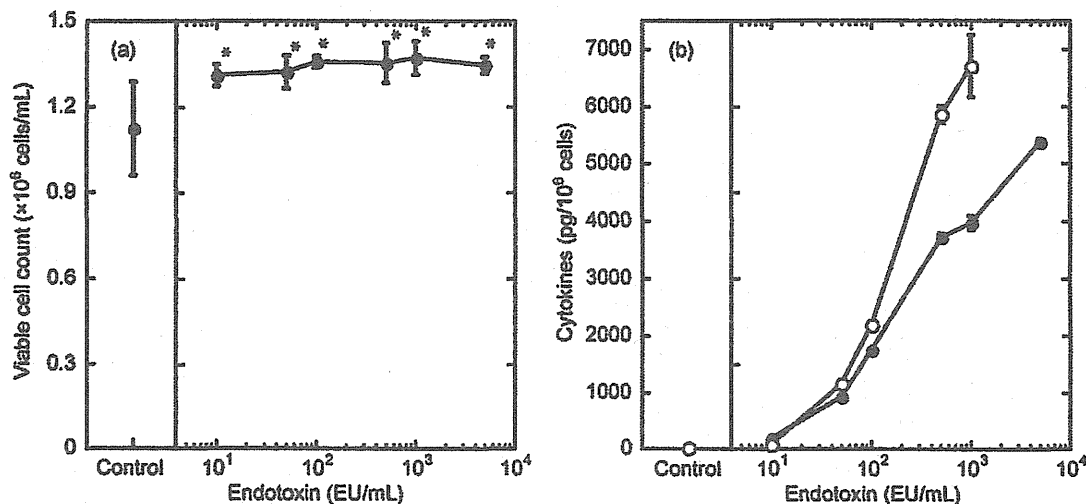 (a)
Viable cell count (×10⁶ cells/mL)
1.5
1.2
0.9
0.6
0.3
0
* * * * * *
Control
10¹ 10² 10³ 10⁴
Endotoxin (EU/mL)
(b)
Cytokines (pg/10⁶ cells)
7000
6000
5000
4000
3000
2000
1000
0
Control
10¹ 10² 10³ 10⁴
Endotoxin (EU/mL)